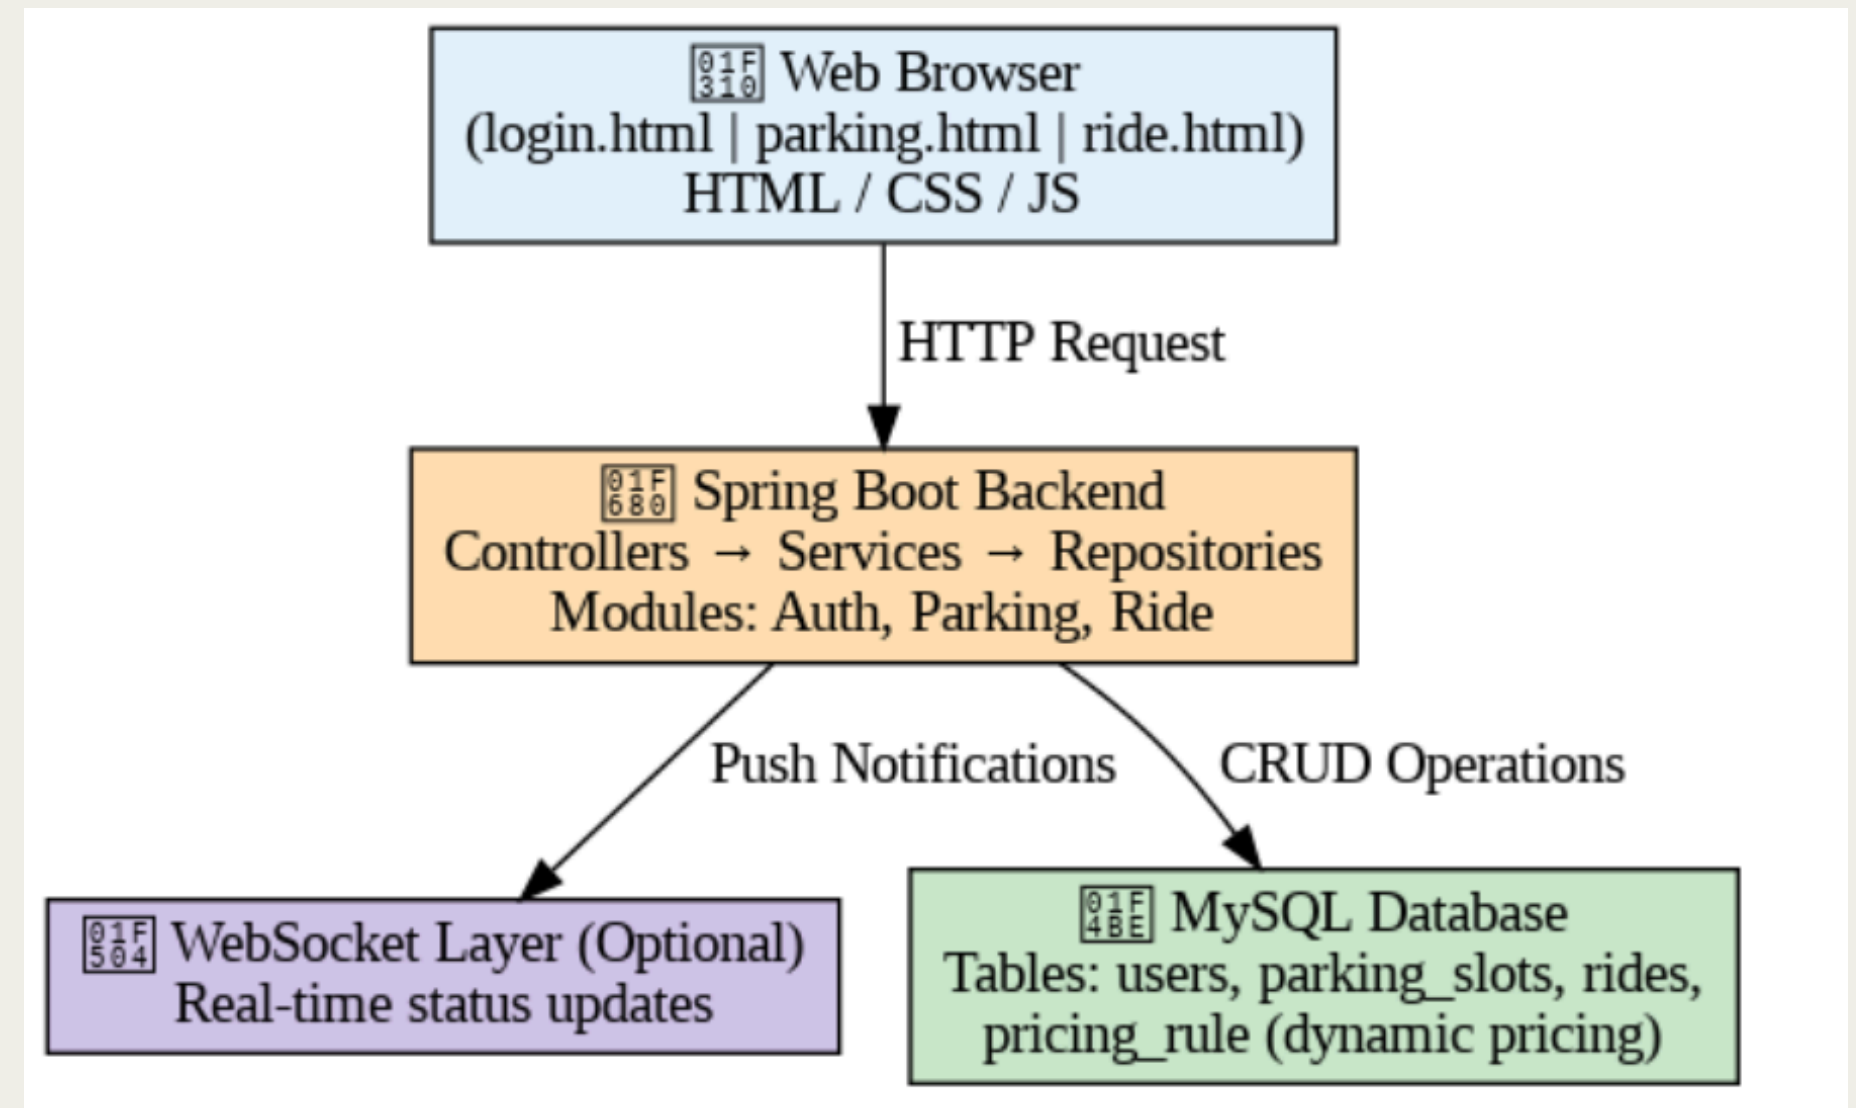 Web Browser
(login.html | parking.html | ride.html)
HTML / CSS / JS
HTTP Request
Spring Boot Backend
Controllers → Services → Repositories
Modules: Auth, Parking, Ride
Push Notifications
CRUD Operations
WebSocket Layer (Optional)
Real-time status updates
MySQL Database
Tables: users, parking_slots, rides,
pricing_rule (dynamic pricing)